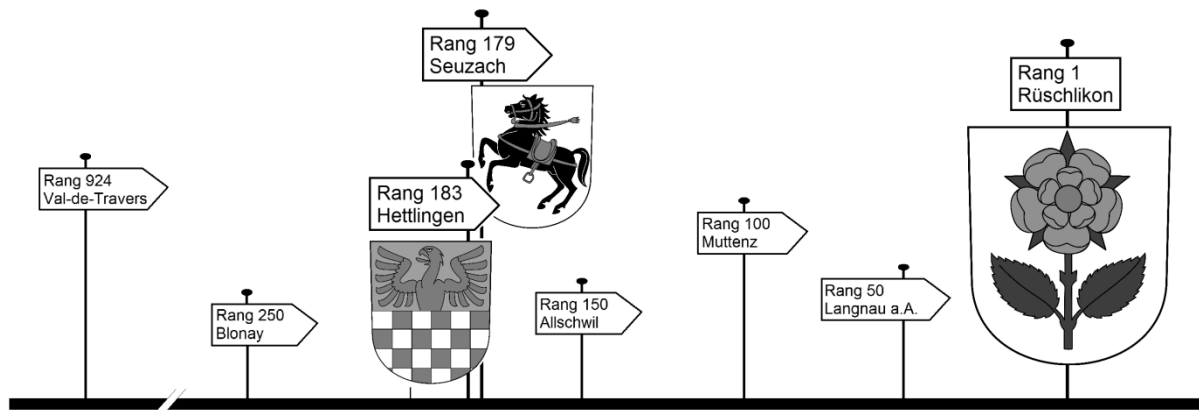 Rang 924
Val-de-Travers
Rang 250
Blonay
Rang 183
Hettlingen
Rang 179
Seuzach
Rang 150
Allschwil
Rang 100
Muttenz
Rang 50
Langnau a.A.
Rang 1
Rüschlikon